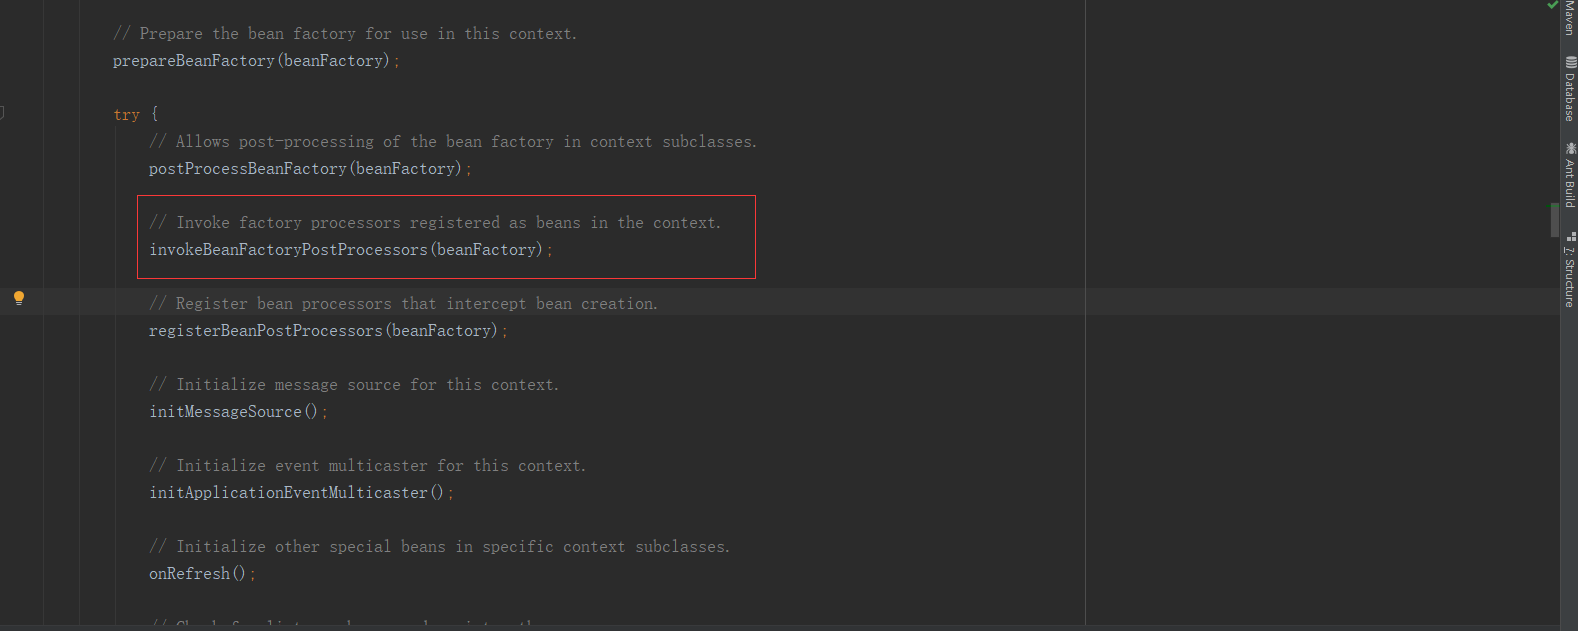 // Prepare the bean factory for use in this context.
prepareBeanFactory(beanFactory);
try {
// Allows post-processing of the bean factory in context subclasses.
postProcessBeanFactory(beanFactory);
// Invoke factory processors registered as beans in the context.
invokeBeanFactoryPostProcessors(beanFactory);
// Register bean processors that intercept bean creation.
registerBeanPostProcessors(beanFactory);
// Initialize message source for this context.
initMessageSource();
// Initialize event multicaster for this context.
initApplicationEventMulticaster();
// Initialize other special beans in specific context subclasses.
onRefresh();
Maven
Database
Ant Build
7: Structure